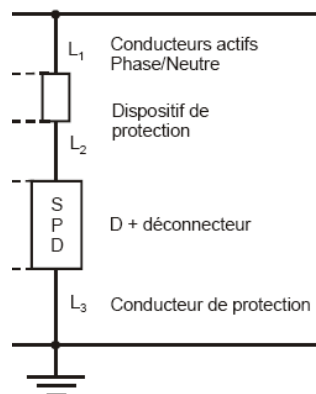 L1
Conducteurs actifs
Phase/Neutre
Dispositif de
protection
L2
S
P
D
D + déconnecteur
L3
Conducteur de protection